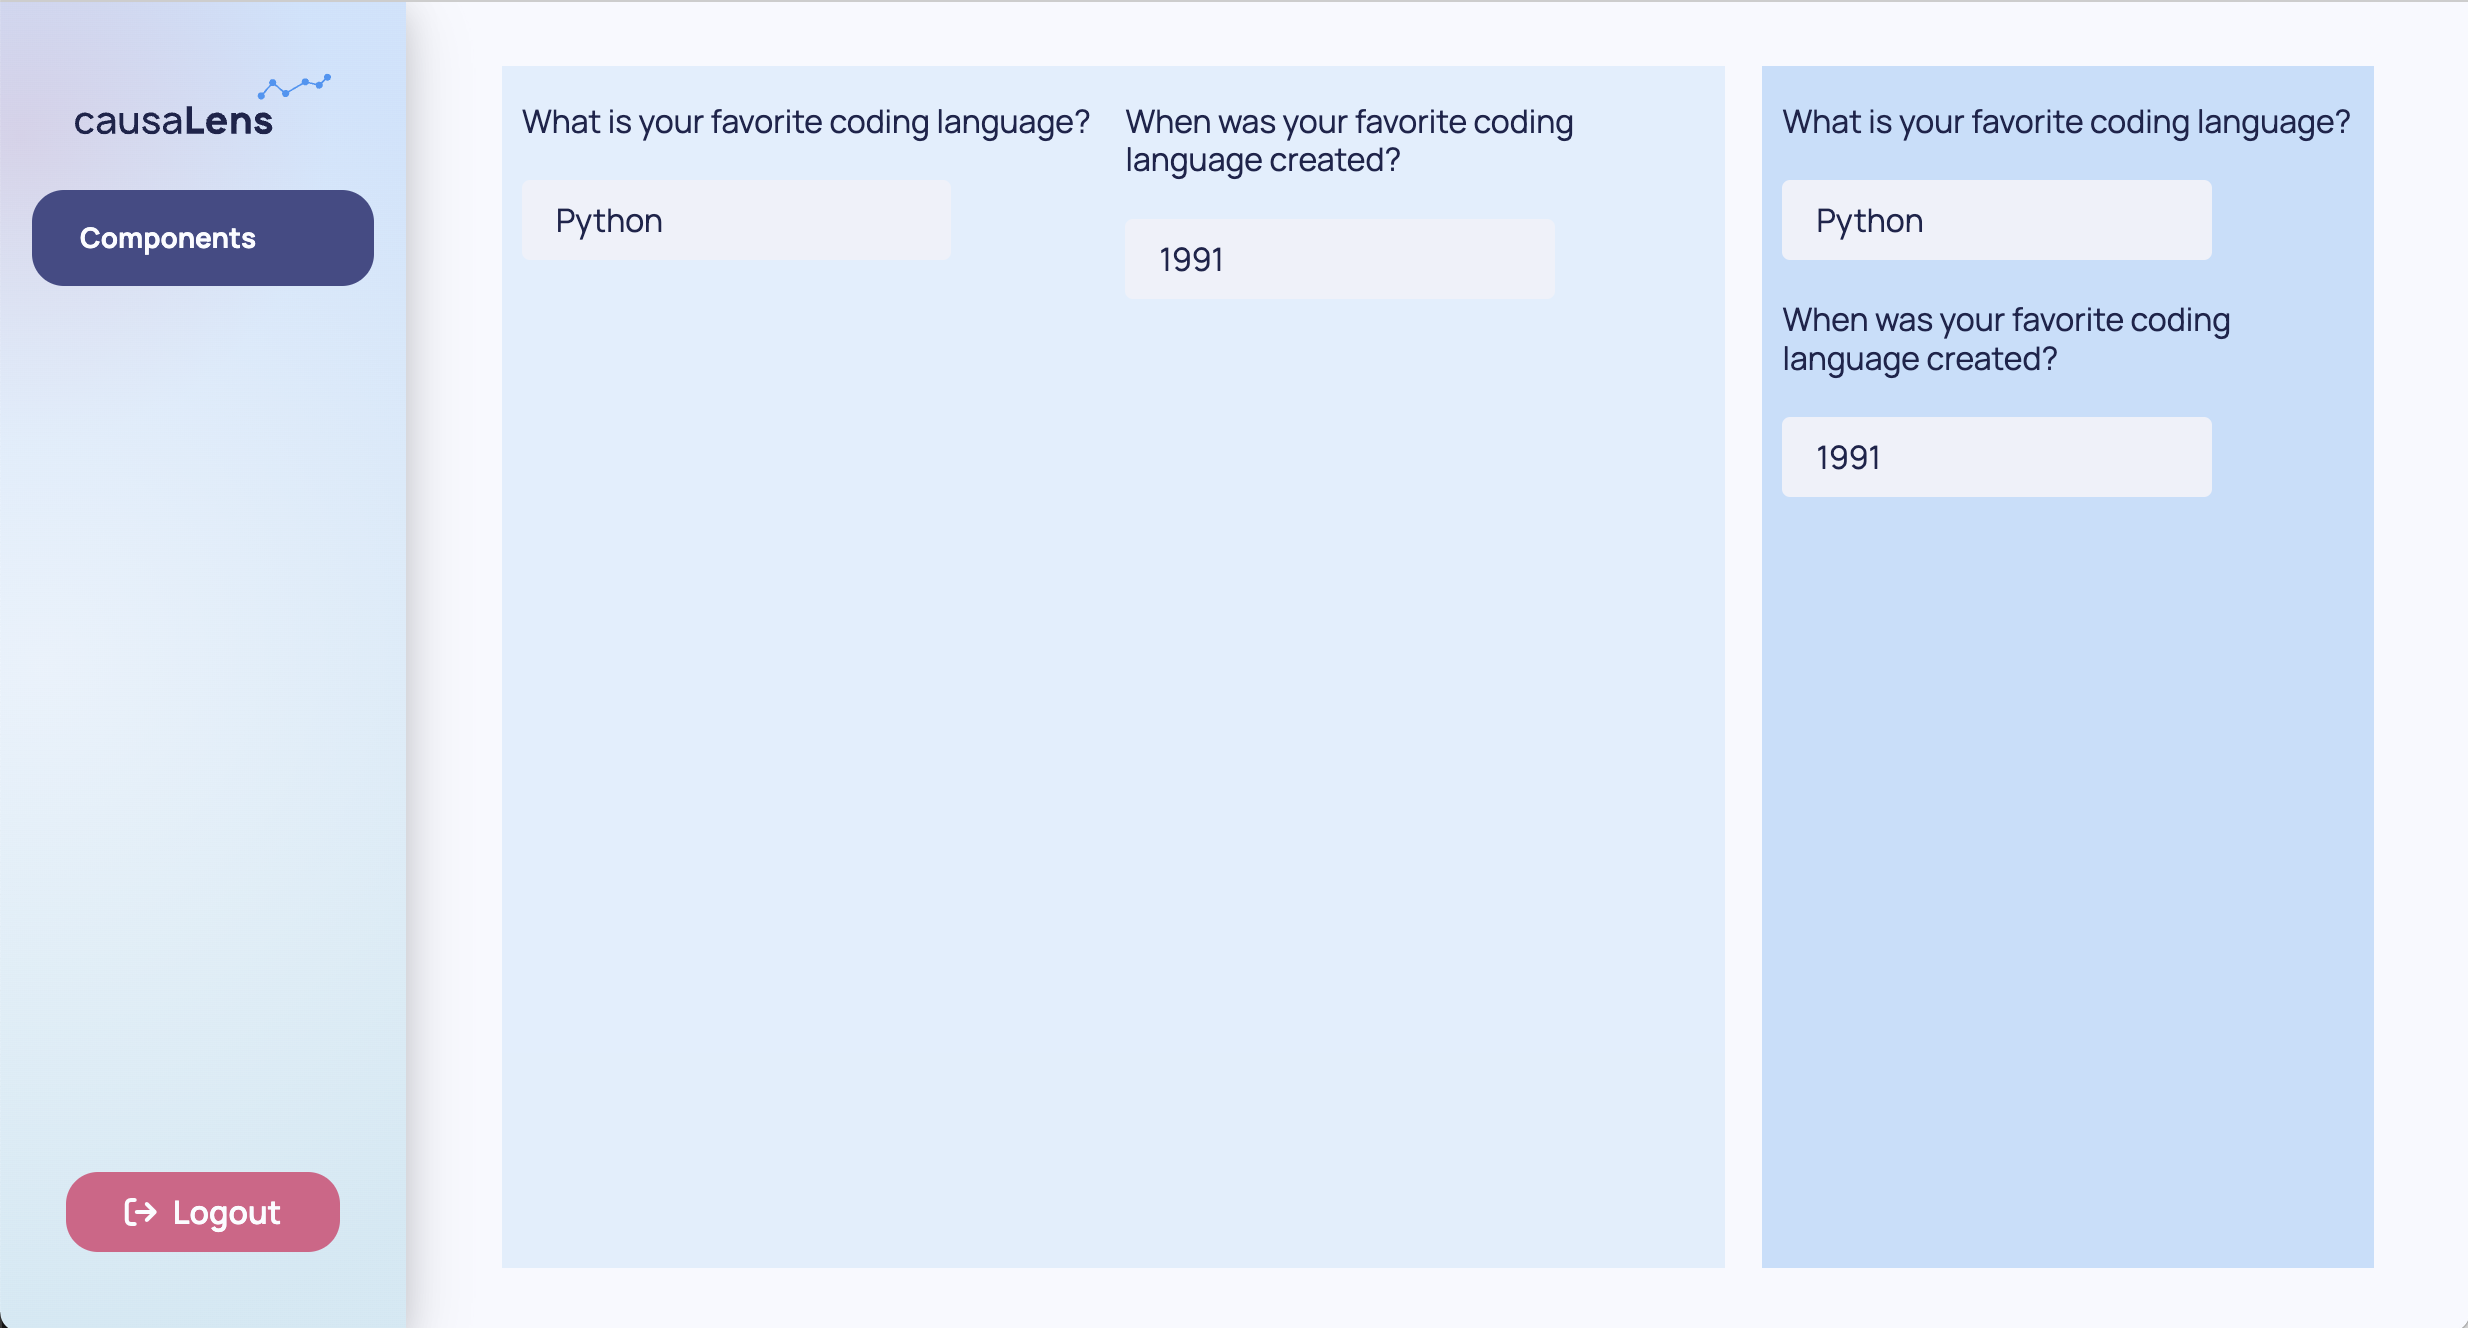 causaLens
Components
Logout
What is your favorite coding language?
Python
When was your favorite coding
language created?
1991
What is your favorite coding language?
Python
When was your favorite coding
language created?
1991